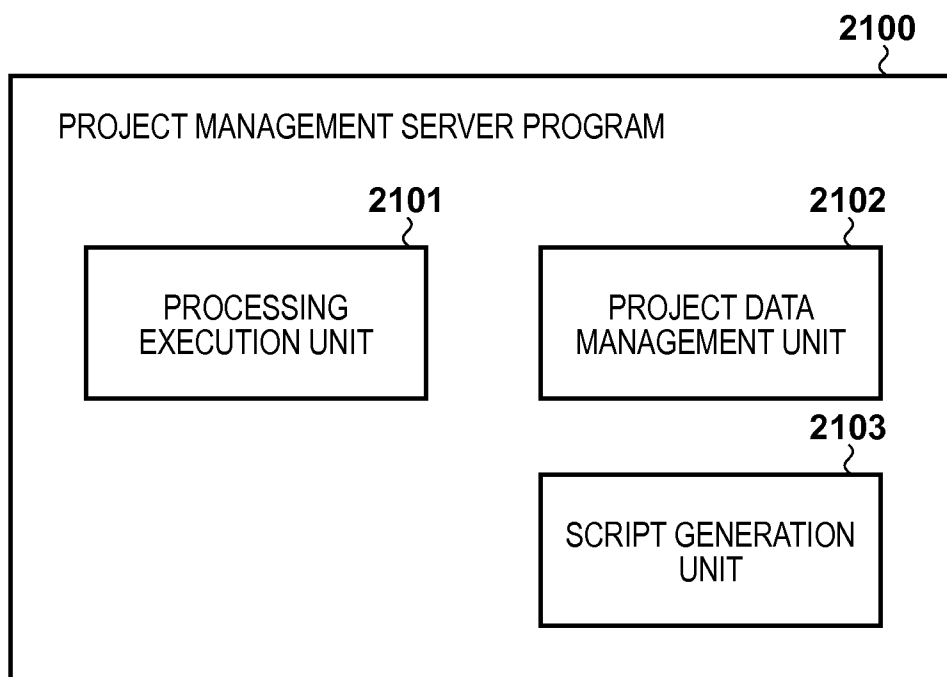 2100
PROJECT MANAGEMENT SERVER PROGRAM
2101
2102
PROCESSING
EXECUTION UNIT
PROJECT DATA
MANAGEMENT UNIT
2103
SCRIPT GENERATION
UNIT